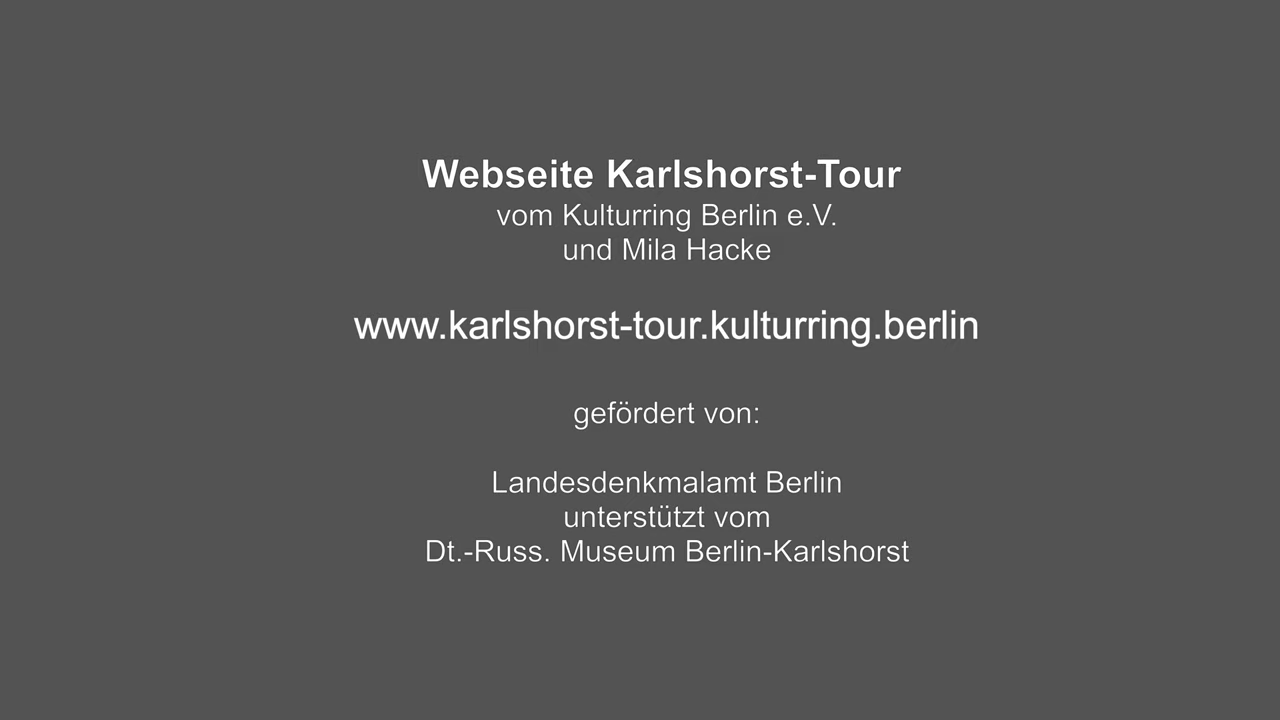 Webseite Karlshorst-Tour
vom Kulturring Berlin e.V.
und Mila Hacke
www.karlshorst-tour.kulturring.berlin
gefördert von:
Landesdenkmalamt Berlin
unterstützt vom
Dt.-Russ. Museum Berlin-Karlshorst